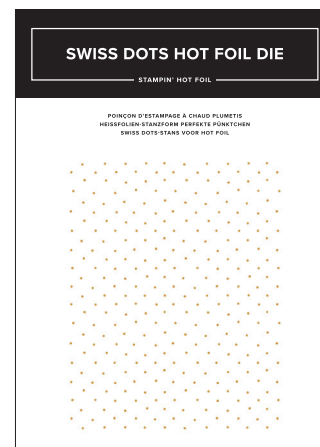 SWISS DOTS HOT FOIL DIE
STAMPIN' HOT FOIL
POINÇON D'ESTAMPAGE À CHAUD PLUMETIS
HEISSFOLIEN-STANZFORM PERFEKTE PÜNKTCHEN
SWISS DOTS-STANS VOOR HOT FOIL